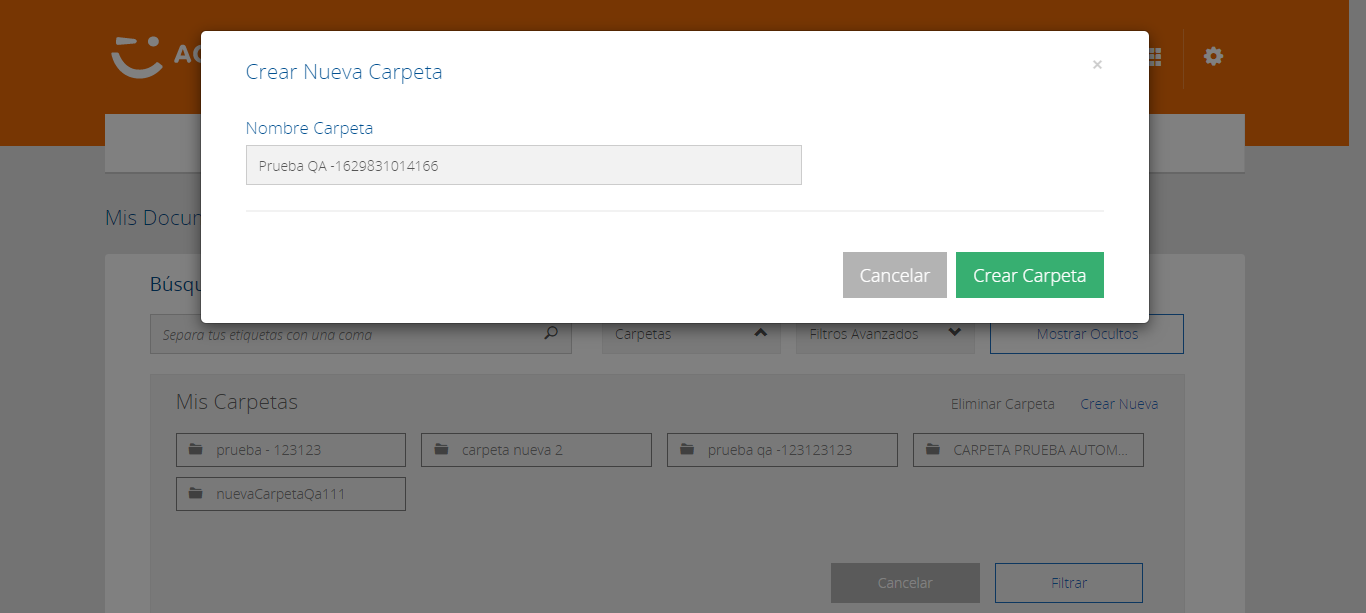 Crear Nueva Carpeta
×
Nombre Carpeta
Prueba QA -1629831014166
Cancelar
Crear Carpeta
Mis
Separa tus etiquetas con una coma
Carpetas
Filtros Avanzados
Mostrar Ocultos
Mis Carpetas
Eliminar Carpeta
Crear Nueva
prueba - 123123
carpeta nueva 2
prueba qa -123123123
CARPETA PRUEBA AUTOM...
nuevaCarpetaQa111
Cancelar
Filtrar